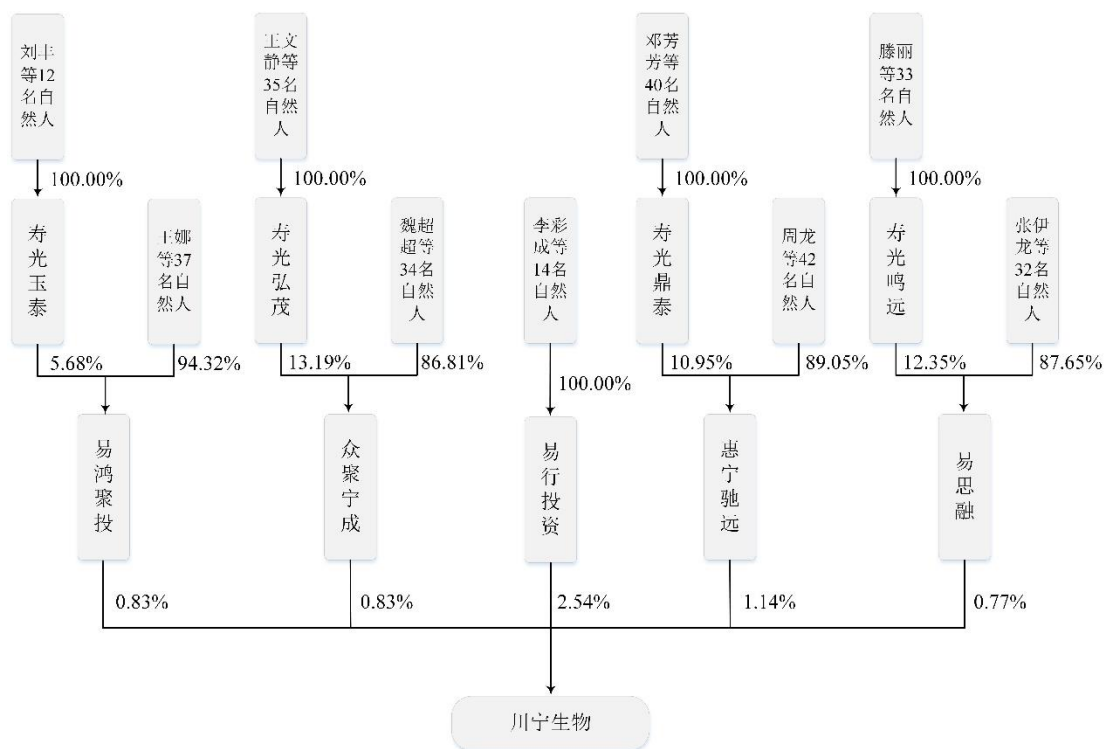 刘丰
等12
名自
然人
王文
静等
35名
自然
人
邓芳
芳等
40名
自然
人
滕丽
等33
名自
然人
100.00%
100.00%
100.00%
100.00%
寿光玉泰
王娜
等37
名自
然人
寿光弘茂
魏超
超等
34名
自然
人
李彩
成等
14名
自然
人
寿光鼎泰
周龙
等42
名自
然人
寿光鸣远
张伊
龙等
32名
自然
人
5.68%
94.32%
13.19%
86.81%
100.00%
10.95%
89.05%
12.35%
87.65%
易鸿聚投
众聚宁成
易行投资
惠宁驰远
易思融
0.83%
0.83%
2.54%
1.14%
0.77%
川宁生物